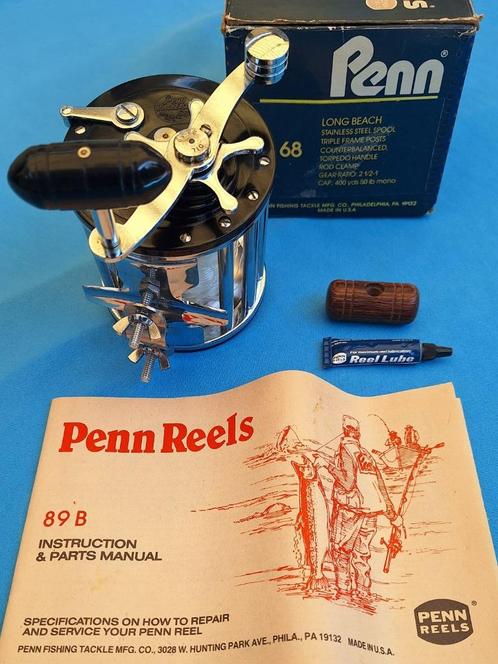 Penn®
68
LONG BEACH
STAINLESS STEEL SPOOL
TRIPLE FRAME POSTS
COUNTERBALANCED,
TORPEDO HANDLE
ROD CLAMP
GEAR RATIO: 2 1/2-1
CAP.: 400 yds 50 lb mono
FISHING TACKLE MFG. CO., PHILADELPHIA, PA. 19132
MADE IN U.S.A.
Reel Lube
Penn Reels
89 B
INSTRUCTION
& PARTS MANUAL
SPECIFICATIONS ON HOW TO REPAIR
AND SERVICE YOUR PENN REEL
PENN FISHING TACKLE MFG. CO., 3028 W. HUNTING PARK AVE., PHILA., PA 19132 MADE IN U.S.A.
PENN
REELS